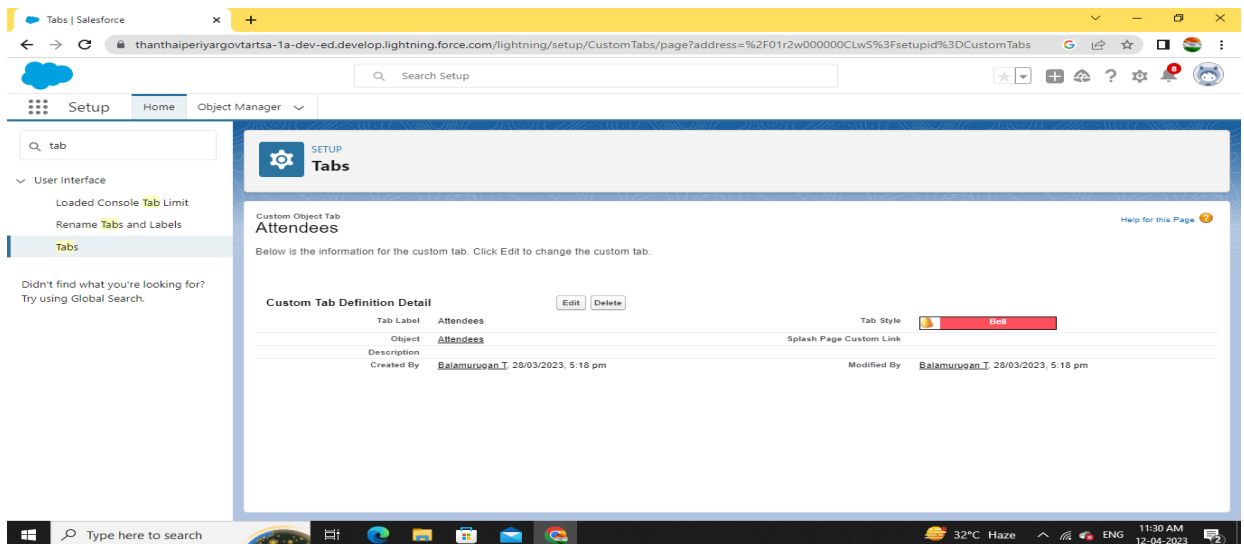 Tabs | Salesforce
thanthaiperiyargovtartsa-1a-dev-ed.develop.lightning.force.com/lightning/setup/CustomTabs/page?address=%2F01r2w000000CLwS%3Fsetupid%3DCustomTabs
Search Setup
8
Setup Home Object Manager
tab
SETUP
Tabs
User Interface
Loaded Console Tab Limit
Rename Tabs and Labels
Tabs
Didn't find what you're looking for?
Try using Global Search.
Custom Object Tab
Attendees
Help for this Page
Below is the information for the custom tab. Click Edit to change the custom tab.
Custom Tab Definition Detail Edit Delete
Tab Label Attendees Tab Style Bell
Object Attendees Splash Page Custom Link
Description
Created By Balamurugan T, 28/03/2023, 5:18 pm Modified By Balamurugan T, 28/03/2023, 5:18 pm
Type here to search
32°C Haze
ENG
11:30 AM
12-04-2023
2